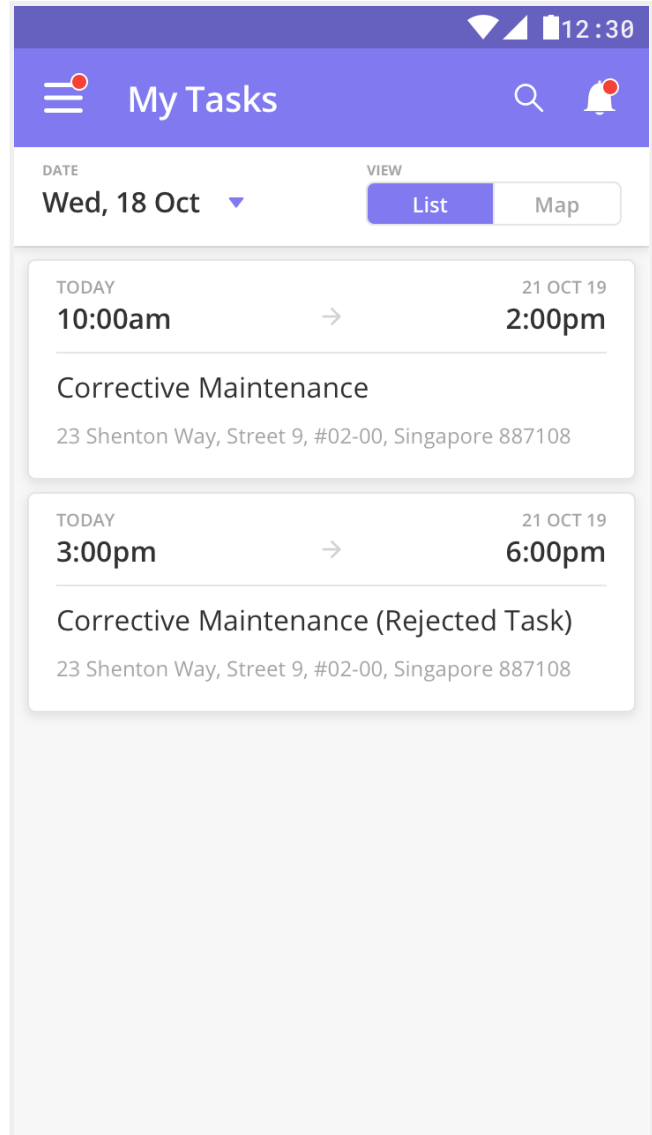 12:30
My Tasks
DATE VIEW
Wed, 18 Oct List Map
TODAY 21 OCT 19
10:00am 2:00pm
Corrective Maintenance
23 Shenton Way, Street 9, #02-00, Singapore 887108
TODAY 21 OCT 19
3:00pm 6:00pm
Corrective Maintenance (Rejected Task)
23 Shenton Way, Street 9, #02-00, Singapore 887108